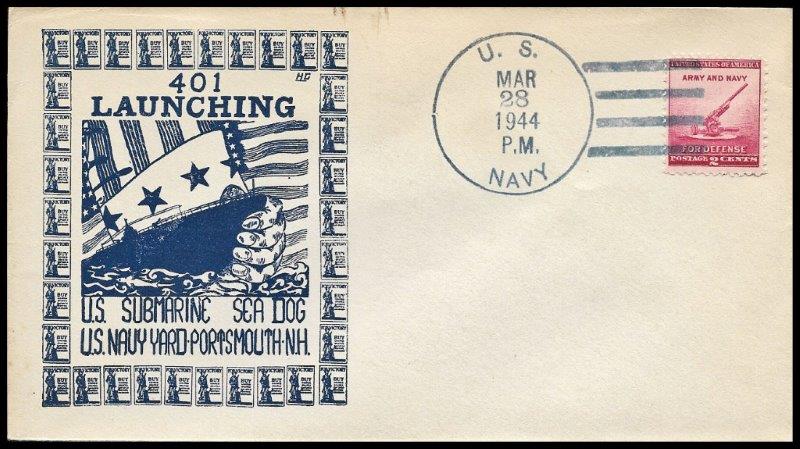 401
HC
LAUNCHING
U.S. SUBMARINE SEA DOG
U.S. NAVY YARD·PORTSMOUTH·N.H.
U. S.
MAR
28
1944
P.M.
NAVY
UNITED STATES OF AMERICA
ARMY AND NAVY
FOR DEFENSE
POSTAGE 2 CENTS